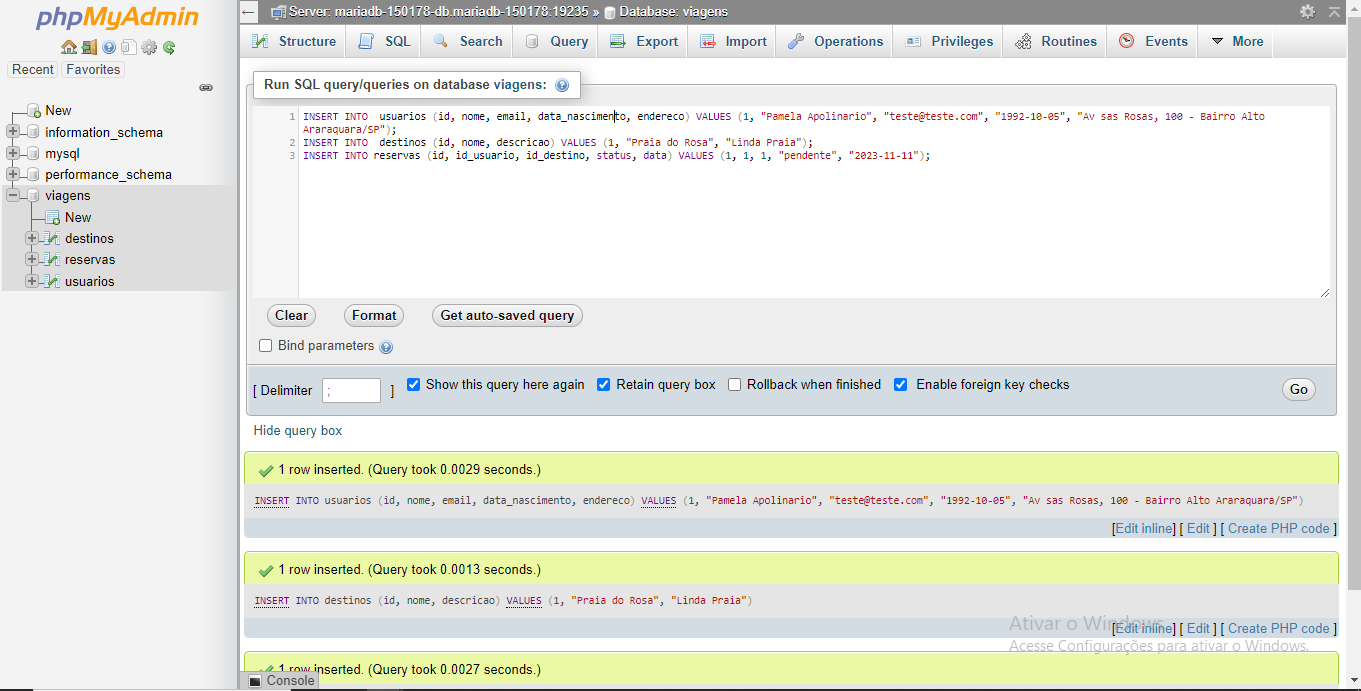 phpMyAdmin
Recent Favorites
New
information_schema
mysql
performance_schema
viagens
New
destinos
reservas
usuarios
Server: mariadb-150178-db.mariadb-150178:19235 » Database: viagens
Structure SQL Search Query Export Import Operations Privileges Routines Events More
Run SQL query/queries on database viagens:
1 INSERT INTO usuarios (id, nome, email, data_nascimento, endereco) VALUES (1, "Pamela Apolinario", "teste@teste.com", "1992-10-05", "Av sas Rosas, 100 - Bairro Alto
Araraquara/SP");
2 INSERT INTO destinos (id, nome, descricao) VALUES (1, "Praia do Rosa", "Linda Praia");
3 INSERT INTO reservas (id, id_usuario, id_destino, status, data) VALUES (1, 1, 1, "pendente", "2023-11-11");
Clear Format Get auto-saved query
Bind parameters
[ Delimiter ; ] Show this query here again Retain query box Rollback when finished Enable foreign key checks Go
Hide query box
1 row inserted. (Query took 0.0029 seconds.)
INSERT INTO usuarios (id, nome, email, data_nascimento, endereco) VALUES (1, "Pamela Apolinario", "teste@teste.com", "1992-10-05", "Av sas Rosas, 100 - Bairro Alto Araraquara/SP")
[Edit inline] [ Edit ] [ Create PHP code ]
1 row inserted. (Query took 0.0013 seconds.)
INSERT INTO destinos (id, nome, descricao) VALUES (1, "Praia do Rosa", "Linda Praia")
[Edit inline] [ Edit ] [ Create PHP code ]
Ativar o Windows
Acesse Configurações para ativar o Windows.
1 row inserted. (Query took 0.0027 seconds.)
Console